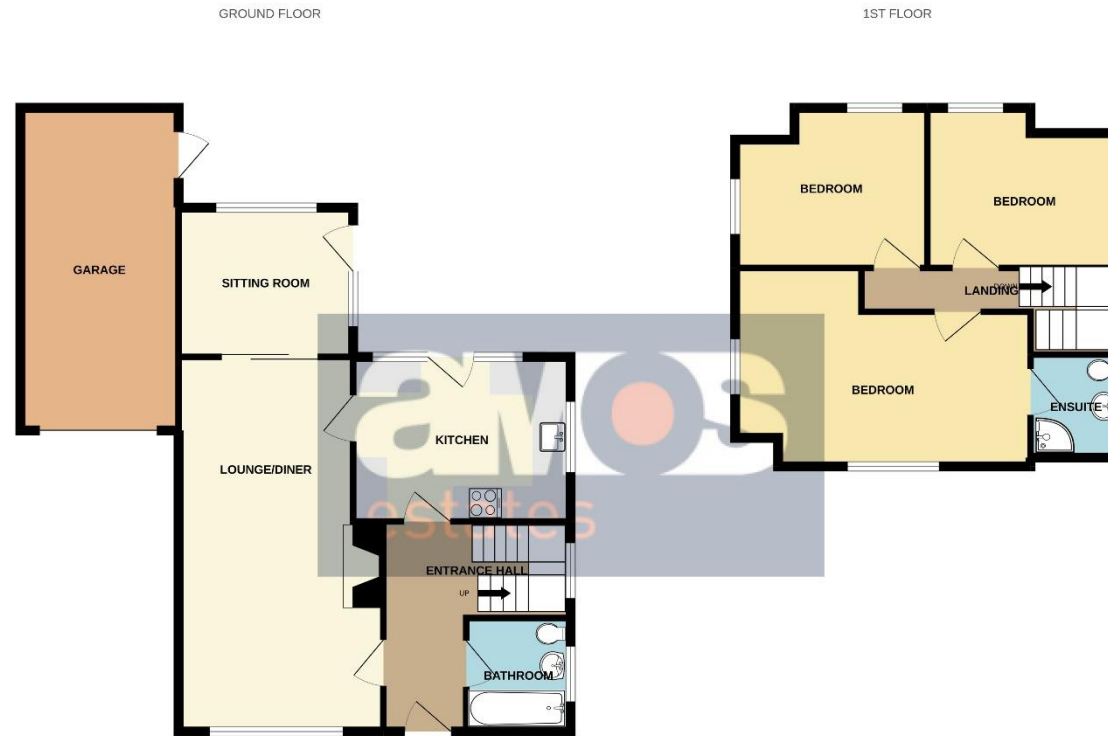 GROUND FLOOR
1ST FLOOR
GARAGE
SITTING ROOM
LOUNGE/DINER
KITCHEN
ENTRANCE HALL
UP
BATHROOM
BEDROOM
BEDROOM
DOWN
LANDING
BEDROOM
ENSUITE
amos
estates